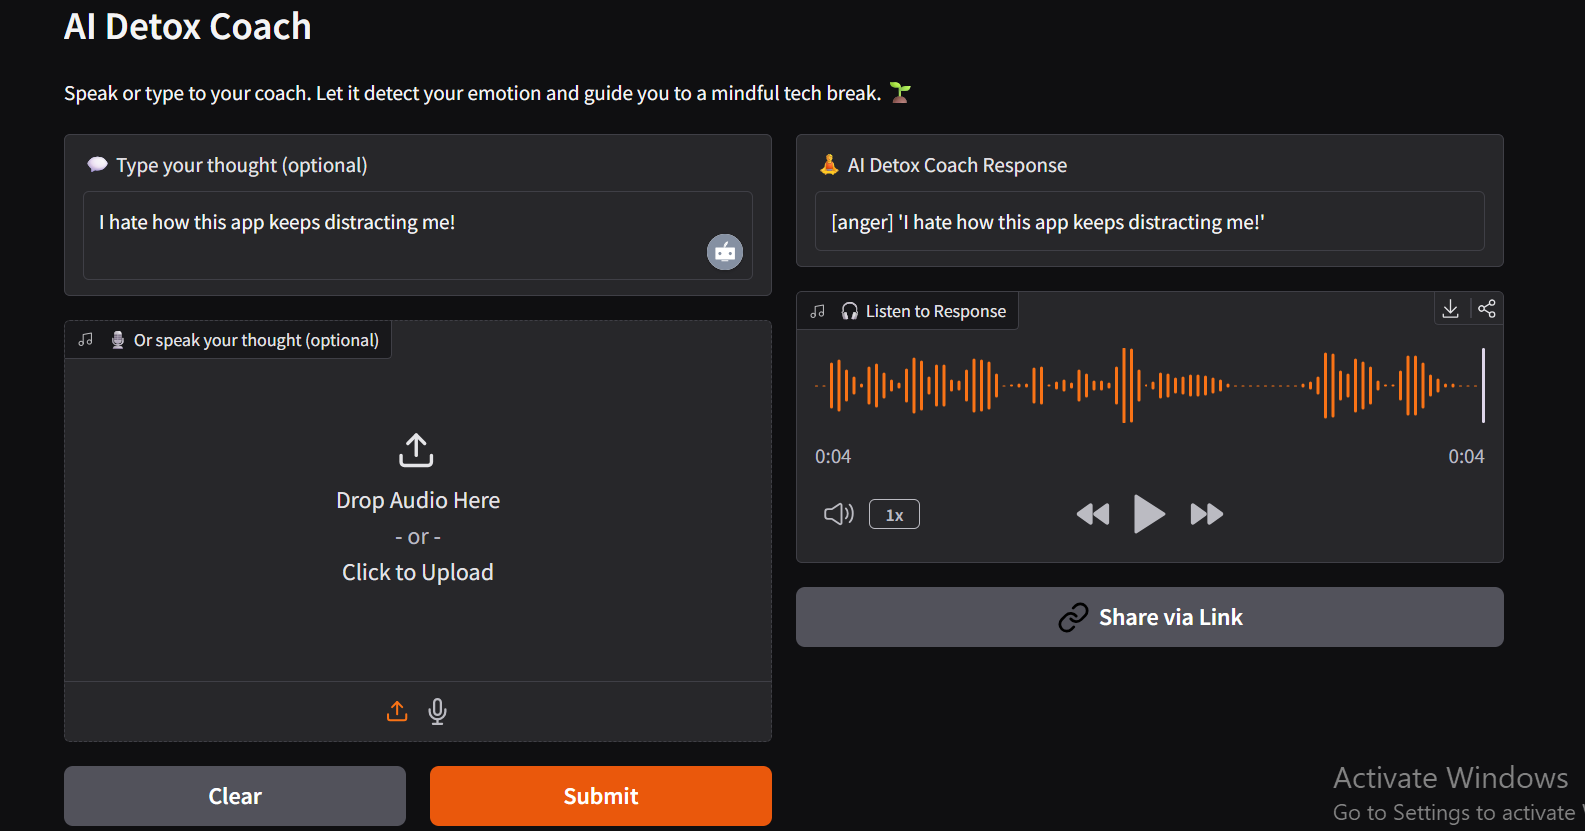 AI Detox Coach
Speak or type to your coach. Let it detect your emotion and guide you to a mindful tech break. 🌱
💬 Type your thought (optional)
I hate how this app keeps distracting me!
🎙️ Or speak your thought (optional)
Drop Audio Here
- or -
Click to Upload
Clear
Submit
🧘 AI Detox Coach Response
[anger] 'I hate how this app keeps distracting me!'
🎧 Listen to Response
0:04
0:04
1x
Share via Link
Activate Windows
Go to Settings to activate